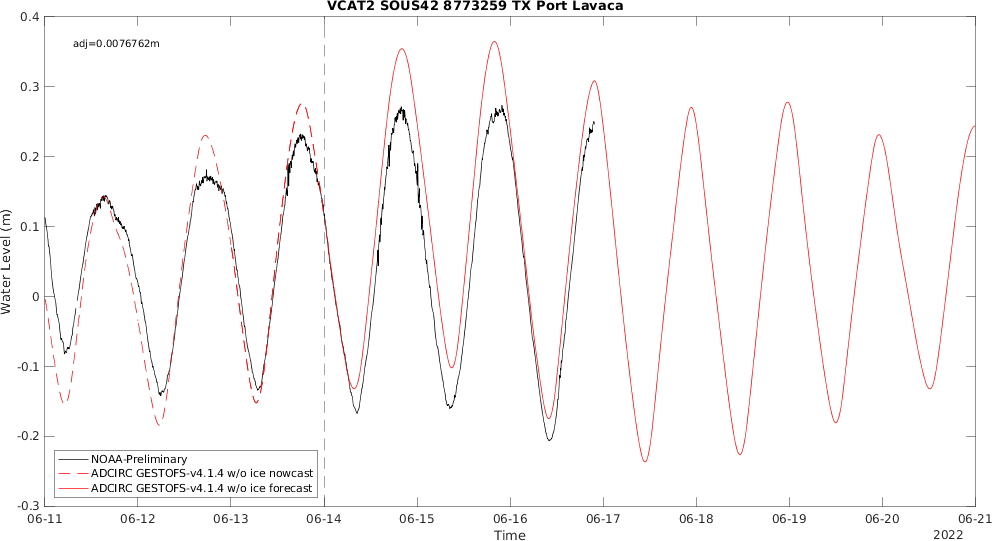 VCAT2 SOUS42 8773259 TX Port Lavaca
adj=0.0076762m
0.4
0.3
0.2
0.1
0
-0.1
-0.2
-0.3
Water Level (m)
NOAA-Preliminary
ADCIRC GESTOFS-v4.1.4 w/o ice nowcast
ADCIRC GESTOFS-v4.1.4 w/o ice forecast
06-11 06-12 06-13 06-14 06-15 06-16 06-17 06-18 06-19 06-20 06-21
Time
2022